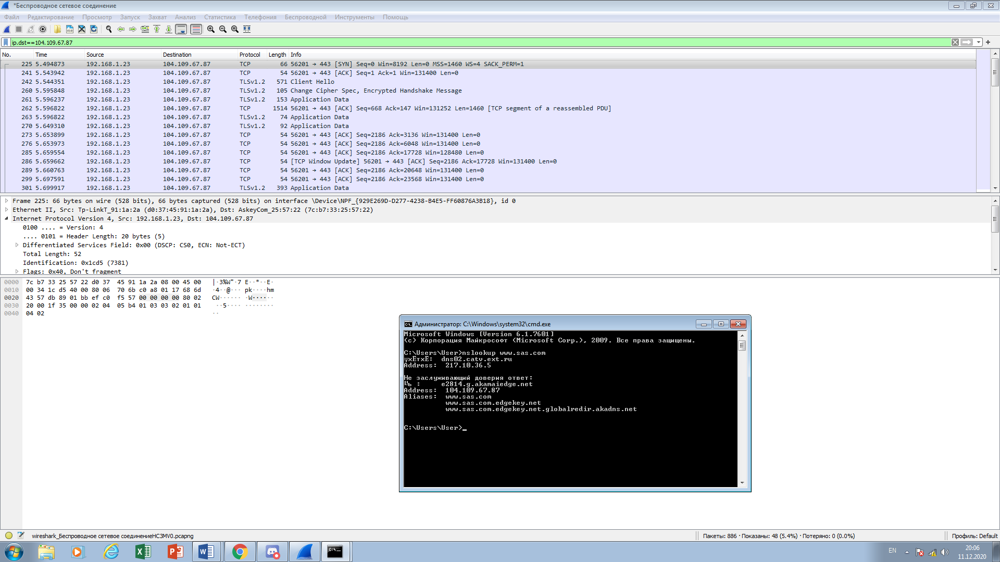 *Беспроводное сетевое соединение
Файл Редактирование Просмотр Запуск Захват Анализ Статистика Телефония Беспроводной Инструменты Помощь
ip.dst==104.109.67.87
No. Time Source Destination Protocol Length Info
225 5.494873 192.168.1.23 104.109.67.87 TCP 66 56201 → 443 [SYN] Seq=0 Win=8192 Len=0 MSS=1460 WS=4 SACK_PERM=1
241 5.543942 192.168.1.23 104.109.67.87 TCP 54 56201 → 443 [ACK] Seq=1 Ack=1 Win=131400 Len=0
242 5.544351 192.168.1.23 104.109.67.87 TLSv1.2 571 Client Hello
260 5.595848 192.168.1.23 104.109.67.87 TLSv1.2 105 Change Cipher Spec, Encrypted Handshake Message
261 5.596237 192.168.1.23 104.109.67.87 TLSv1.2 153 Application Data
262 5.596822 192.168.1.23 104.109.67.87 TCP 1514 56201 → 443 [ACK] Seq=668 Ack=147 Win=131252 Len=1460 [TCP segment of a reassembled PDU]
263 5.596822 192.168.1.23 104.109.67.87 TLSv1.2 74 Application Data
270 5.649310 192.168.1.23 104.109.67.87 TLSv1.2 92 Application Data
273 5.653899 192.168.1.23 104.109.67.87 TCP 54 56201 → 443 [ACK] Seq=2186 Ack=3136 Win=131400 Len=0
276 5.653973 192.168.1.23 104.109.67.87 TCP 54 56201 → 443 [ACK] Seq=2186 Ack=6048 Win=131400 Len=0
285 5.659554 192.168.1.23 104.109.67.87 TCP 54 56201 → 443 [ACK] Seq=2186 Ack=17728 Win=128480 Len=0
286 5.659662 192.168.1.23 104.109.67.87 TCP 54 [TCP Window Update] 56201 → 443 [ACK] Seq=2186 Ack=17728 Win=131400 Len=0
289 5.660763 192.168.1.23 104.109.67.87 TCP 54 56201 → 443 [ACK] Seq=2186 Ack=20648 Win=131400 Len=0
299 5.697591 192.168.1.23 104.109.67.87 TCP 54 56201 → 443 [ACK] Seq=2186 Ack=23568 Win=131400 Len=0
301 5.699917 192.168.1.23 104.109.67.87 TLSv1.2 393 Application Data
Frame 225: 66 bytes on wire (528 bits), 66 bytes captured (528 bits) on interface \Device\NPF_{929E269D-D277-4238-B4E5-FF60876A3B18}, id 0
Ethernet II, Src: Tp-LinkT_91:1a:2a (d0:37:45:91:1a:2a), Dst: AskeyCom_25:57:22 (7c:b7:33:25:57:22)
Internet Protocol Version 4, Src: 192.168.1.23, Dst: 104.109.67.87
0100 .... = Version: 4
.... 0101 = Header Length: 20 bytes (5)
Differentiated Services Field: 0x00 (DSCP: CS0, ECN: Not-ECT)
Total Length: 52
Identification: 0x1cd5 (7381)
Flags: 0x40, Don't fragment
0000 7c b7 33 25 57 22 d0 37 45 91 1a 2a 08 00 45 00 |·3%W"·7 E··*··E·
0010 00 34 1c d5 40 00 80 06 70 6b c0 a8 01 17 68 6d ·4··@··· pk····hm
0020 43 57 db 89 01 bb ef c0 f5 57 00 00 00 00 80 02 CW······ ·W······
0030 20 00 1f 35 00 00 02 04 05 b4 01 03 03 02 01 01 ··5···· ········
0040 04 02 ··
Администратор: C:\Windows\system32\cmd.exe
Microsoft Windows [Version 6.1.7601]
(c) Корпорация Майкрософт (Microsoft Corp.), 2009. Все права защищены.
C:\Users\User>nslookup www.sas.com
╤хЁтхЁ: dns02.catv.ext.ru
Address: 217.10.36.5
Не заслуживающий доверия ответ:
e2814.g.akamaiedge.net
Address: 104.109.67.87
Aliases: www.sas.com
www.sas.com.edgekey.net
www.sas.com.edgekey.net.globalredir.akadns.net
C:\Users\User>_
wireshark_Беспроводное сетевое соединениеHC3MV0.pcapng
Пакеты: 886 · Показаны: 48 (5.4%) · Потеряно: 0 (0.0%)
Профиль: Default
EN
20:06
11.12.2020